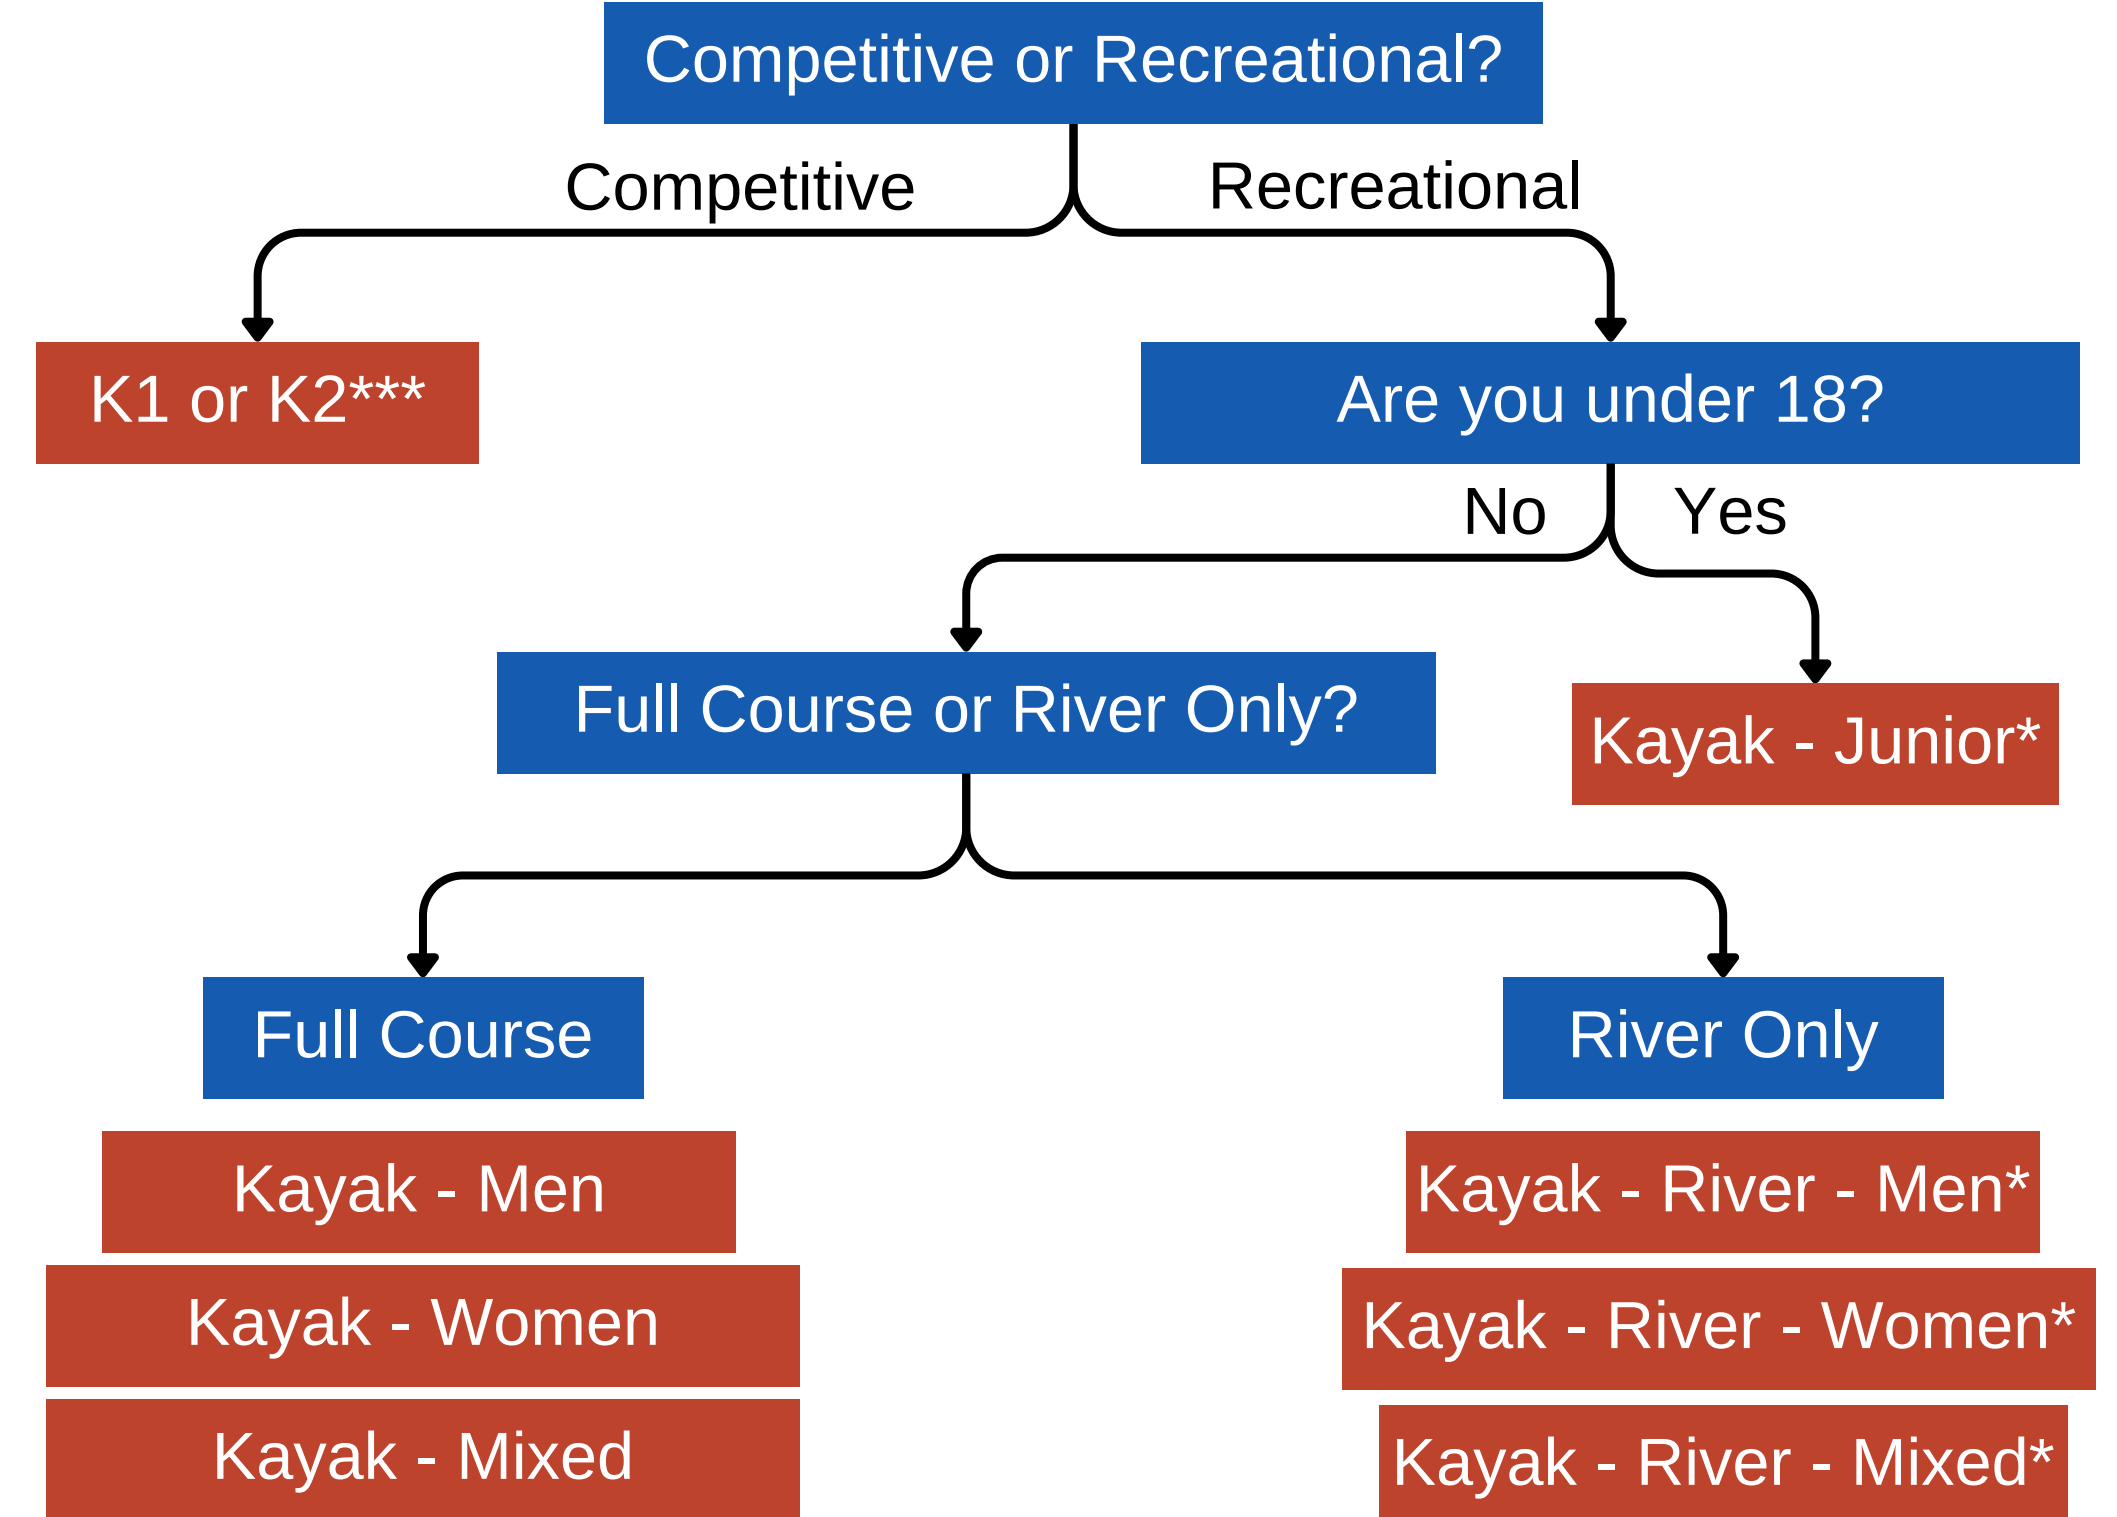 Competitive or Recreational?
Competitive
Recreational
K1 or K2***
Are you under 18?
No
Yes
Full Course or River Only?
Kayak - Junior*
Full Course
River Only
Kayak - Men
Kayak - River - Men*
Kayak - Women
Kayak - River - Women*
Kayak - Mixed
Kayak - River - Mixed*